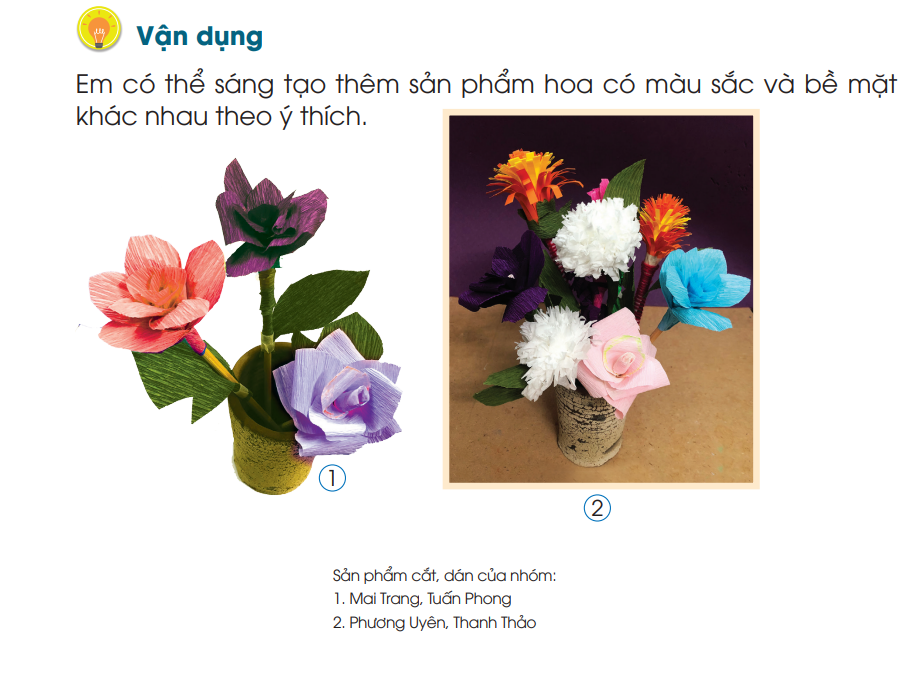 Vận dụng
Em có thể sáng tạo thêm sản phẩm hoa có màu sắc và bề mặt
khác nhau theo ý thích.
1
2
Sản phẩm cắt, dán của nhóm:
1. Mai Trang, Tuấn Phong
2. Phương Uyên, Thanh Thảo